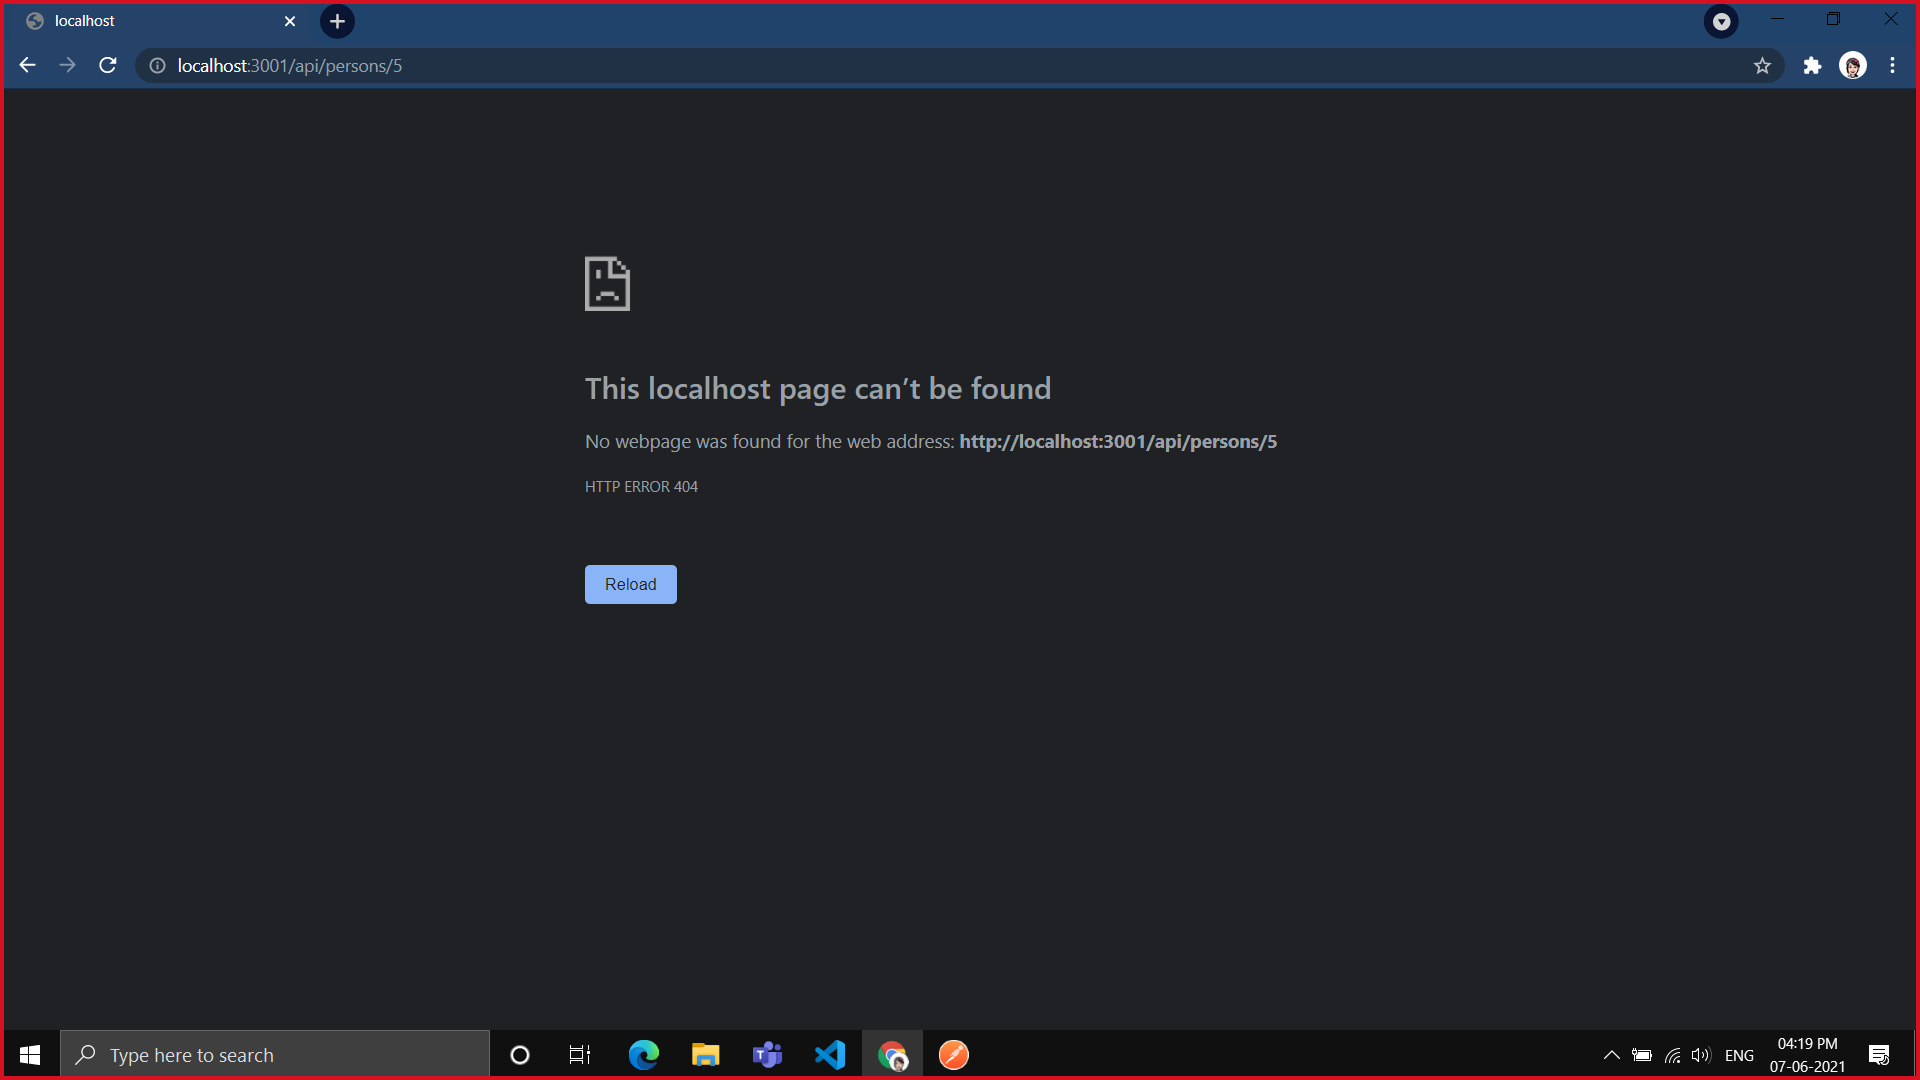 localhost
localhost:3001/api/persons/5
This localhost page can’t be found
No webpage was found for the web address: http://localhost:3001/api/persons/5
HTTP ERROR 404
Reload
Type here to search
ENG
04:19 PM
07-06-2021